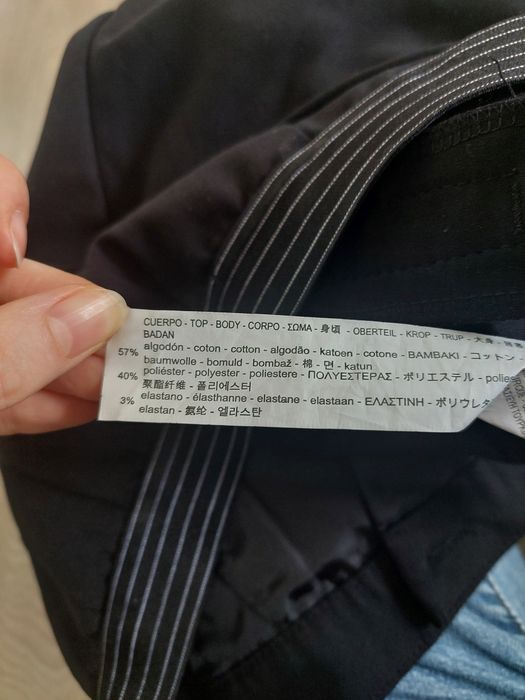 CUERPO - TOP - BODY - CORPO - ΣΩΜΑ - 身頃 - OBERTEIL - KROP - TRUP - 大身 -
BADAN
57% algodón - coton - cotton - algodão - katoen - cotone - ΒΑΜΒΑΚΙ - コットン -
baumwolle - bomuld - bombaž - 棉 - 면 - katun
40% poliéster - polyester - poliestere - ΠΟΛΥΕΣΤΕΡΑΣ - ポリエステル - polie
聚酯纤维 - 폴리에스터
3% elastano - élasthanne - elastane - elastaan - ΕΛΑΣΤΙΝΗ - ポリウレタ
elastan - 氨纶 - 엘라스탄